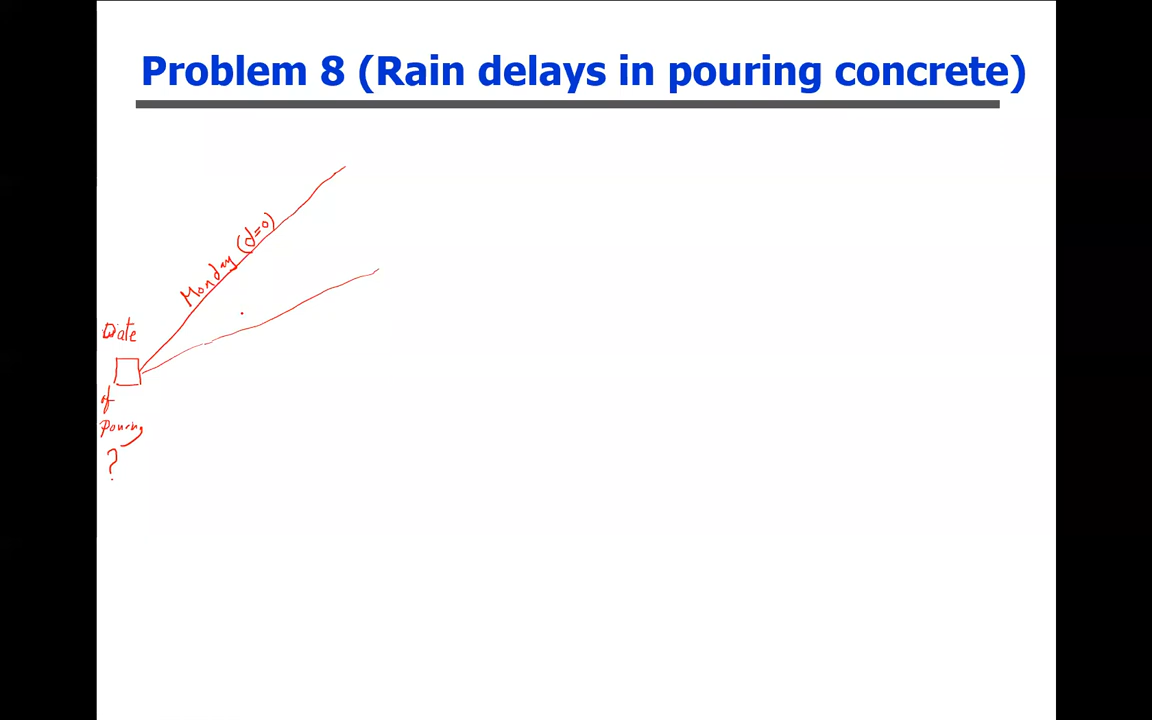 Problem 8 (Rain delays in pouring concrete)
Monday (d=0)
Date
of
Pouring
?